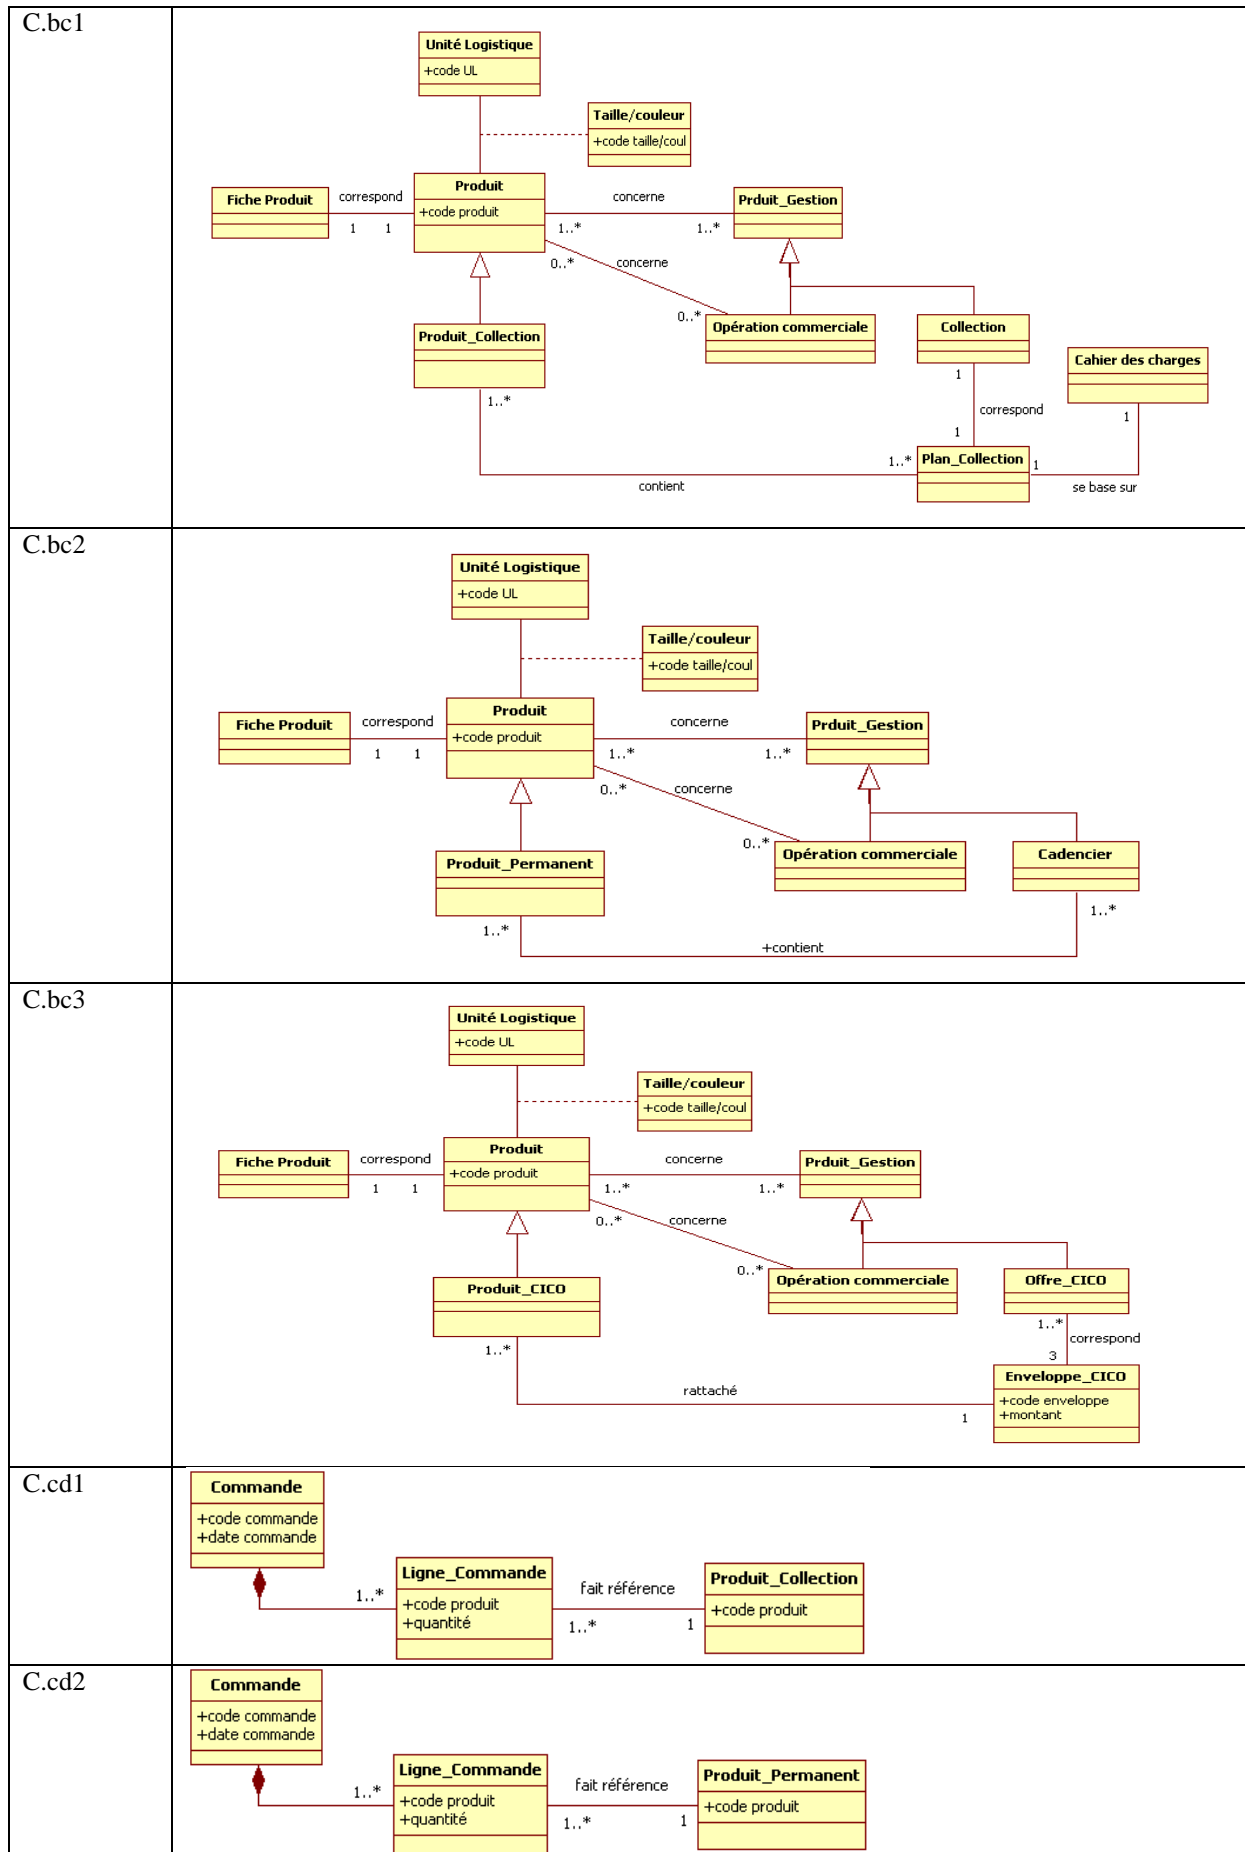 C.bc1
Unité Logistique
+code UL
Taille/couleur
+code taille/coul
Fiche Produit
correspond
1 1
Produit
+code produit
concerne
1..* 1..*
Prduit_Gestion
0..*
concerne
0..*
Produit_Collection
1..*
Opération commerciale
Collection
1
correspond
1
Cahier des charges
1
1..*
Plan_Collection
1
contient
se base sur
C.bc2
Unité Logistique
+code UL
Taille/couleur
+code taille/coul
Fiche Produit
correspond
1 1
Produit
+code produit
concerne
1..* 1..*
Prduit_Gestion
0..*
concerne
0..*
Produit_Permanent
1..*
Opération commerciale
Cadencier
1..*
+contient
C.bc3
Unité Logistique
+code UL
Taille/couleur
+code taille/coul
Fiche Produit
correspond
1 1
Produit
+code produit
concerne
1..* 1..*
Prduit_Gestion
0..*
concerne
0..*
Produit_CICO
1..*
Opération commerciale
Offre_CICO
1..*
correspond
3
Enveloppe_CICO
+code enveloppe
+montant
rattaché
1
C.cd1
Commande
+code commande
+date commande
1..*
Ligne_Commande
+code produit
+quantité
fait référence
1..* 1
Produit_Collection
+code produit
C.cd2
Commande
+code commande
+date commande
1..*
Ligne_Commande
+code produit
+quantité
fait référence
1..* 1
Produit_Permanent
+code produit